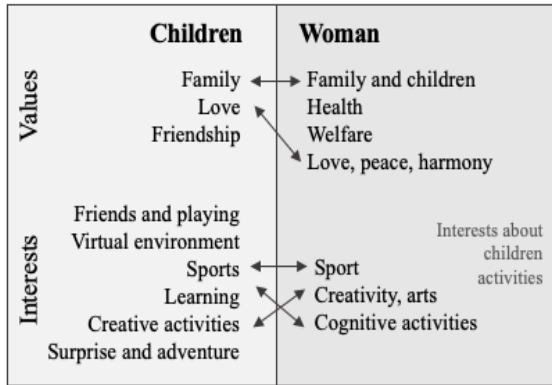 Children
Woman
Values
Family
Love
Friendship
Family and children
Health
Welfare
Love, peace, harmony
Interests
Friends and playing
Virtual environment
Sports
Learning
Creative activities
Surprise and adventure
Sport
Creativity, arts
Cognitive activities
Interests about
children
activities